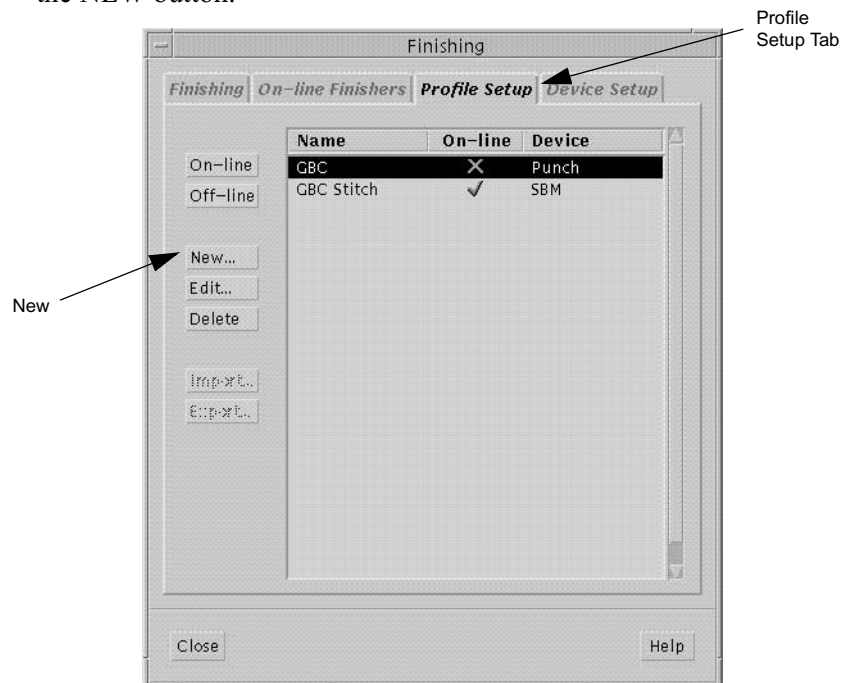 the NEW button.
Profile
Setup Tab
Finishing
Finishing On-line Finishers Profile Setup Device Setup
Name On-line Device
On-line
GBC Punch
Off-line
GBC Stitch SBM
New...
New
Edit...
Delete
Import..
Export..
Close Help